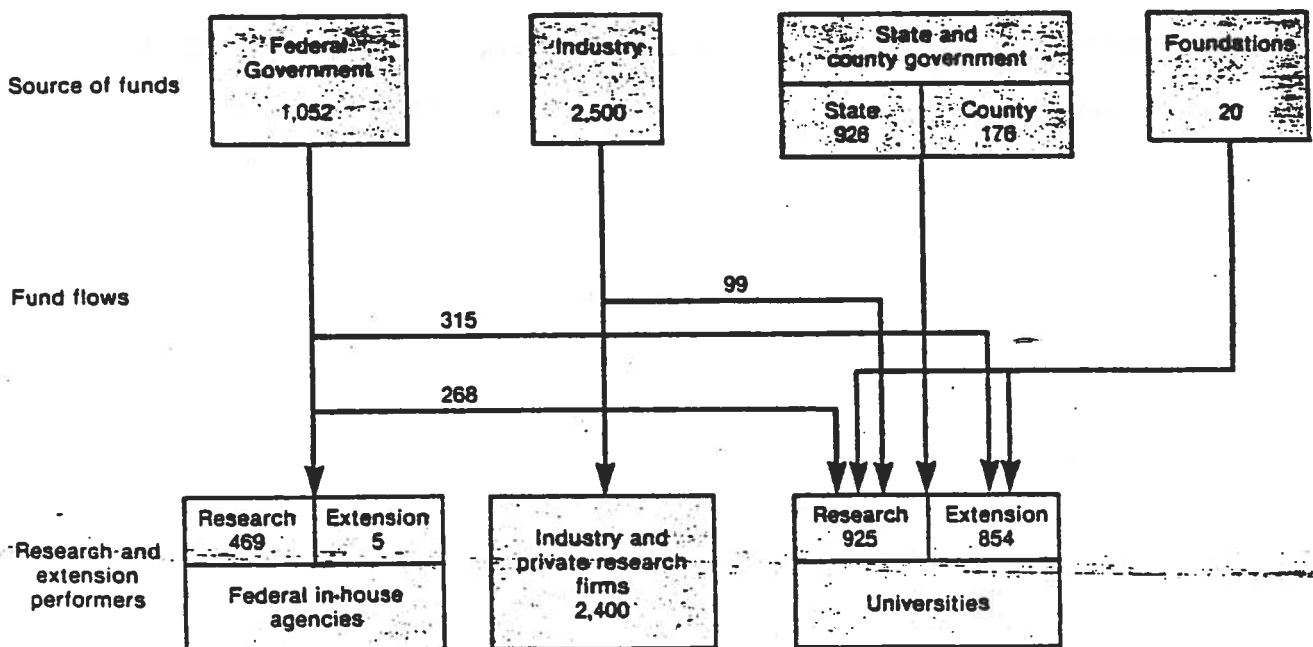 Source of funds
Federal
Government
1,052
Industry
2,500
State and
county government
State
926
County
176
Foundations
20
Fund flows
99
315
268
Research and
extension
performers
Research
469
Extension
5
Federal in-house
agencies
Industry and
private research
firms
2,400
Research
925
Extension
854
Universities